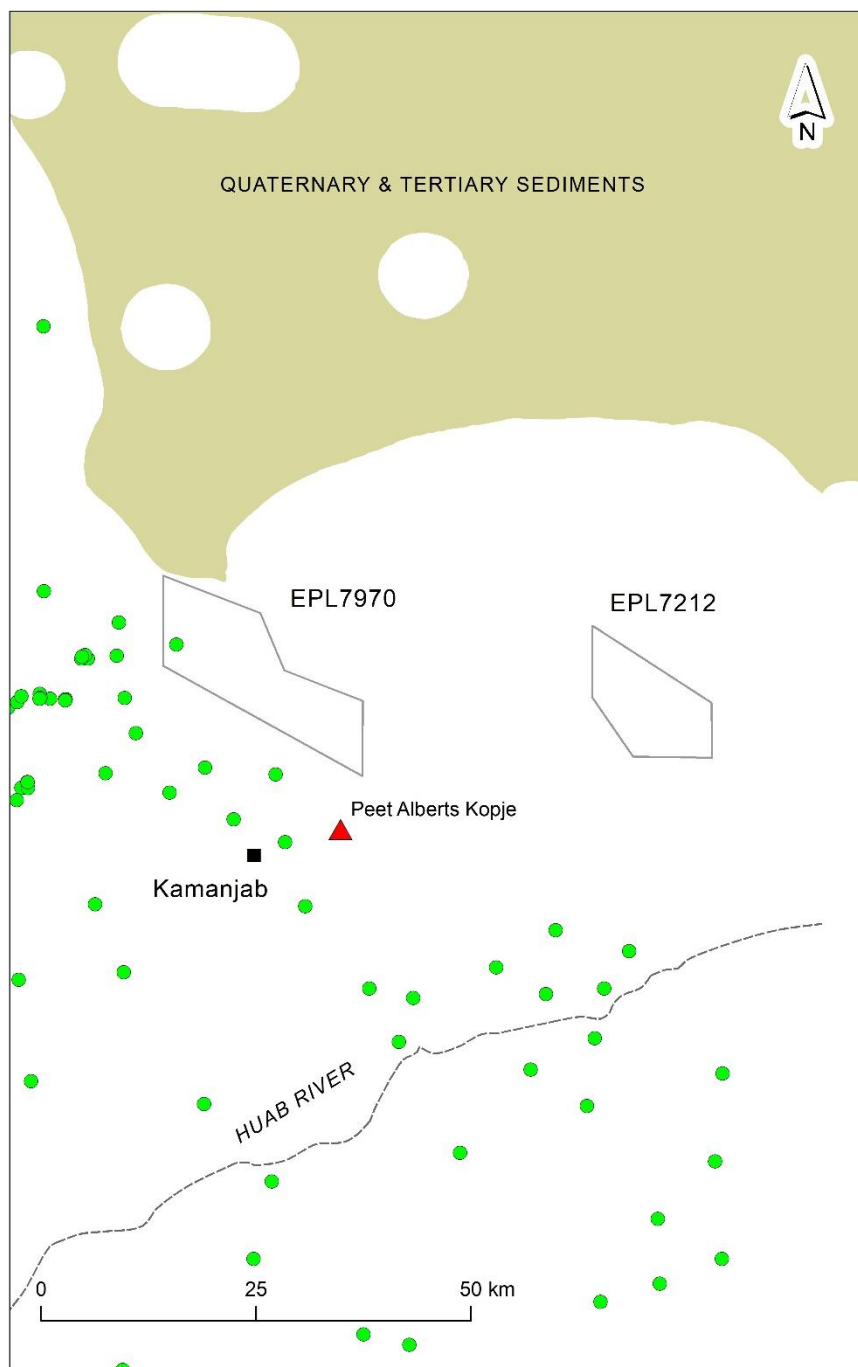 N
QUATERNARY & TERTIARY SEDIMENTS
EPL7970
EPL7212
Peet Alberts Kopje
Kamanjab
HUAB RIVER
0 25 50 km